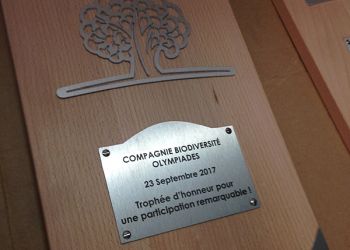 COMPAGNIE BIODIVERSITÉ
OLYMPIADES
23 Septembre 2017
Trophée d'honneur pour
une participation remarquable !